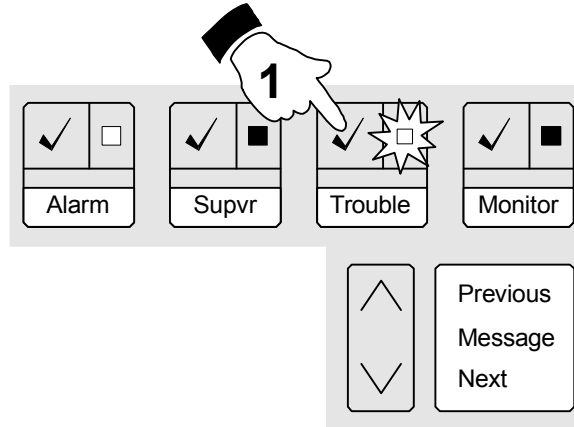 1
Alarm
Supvr
Trouble
Monitor
Previous
Message
Next